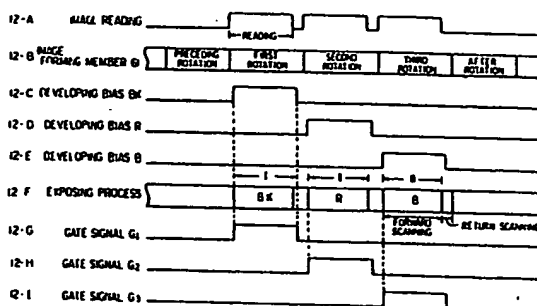 12-A IMAGE READING
READING
12-B IMAGE FORMING MEMBER 61
PRECEDING ROTATION FIRST ROTATION SECOND ROTATION THIRD ROTATION AFTER ROTATION
12-C DEVELOPING BIAS BK
12-D DEVELOPING BIAS R
12-E DEVELOPING BIAS B
12-F EXPOSING PROCESS BK R B
FORWARD SCANNING RETURN SCANNING
12-G GATE SIGNAL G1
12-H GATE SIGNAL G2
12-I GATE SIGNAL G3